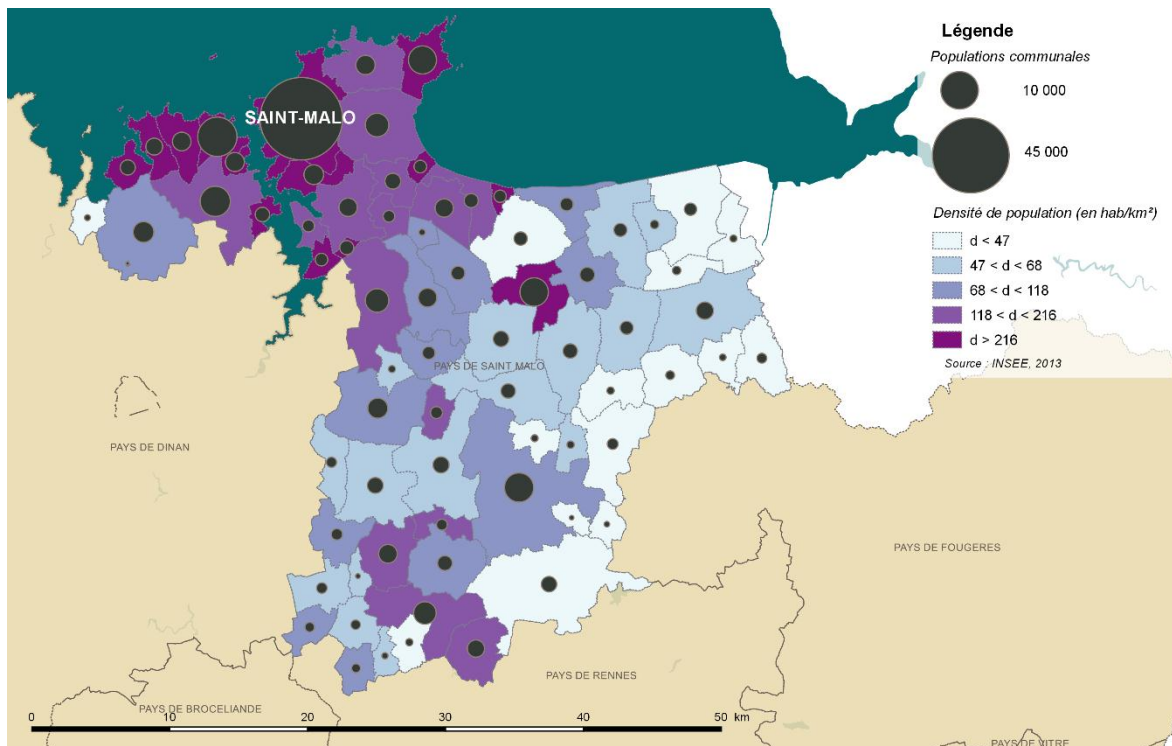 Légende
Populations communales
10 000
45 000
Densité de population (en hab/km²)
d < 47
47 < d < 68
68 < d < 118
118 < d < 216
d > 216
Source : INSEE, 2013
SAINT-MALO
PAYS DE SAINT MALO
PAYS DE DINAN
PAYS DE FOUGERES
PAYS DE RENNES
PAYS DE BROCELIANDE
PAYS DE VITRE
0 10 20 30 40 50 km